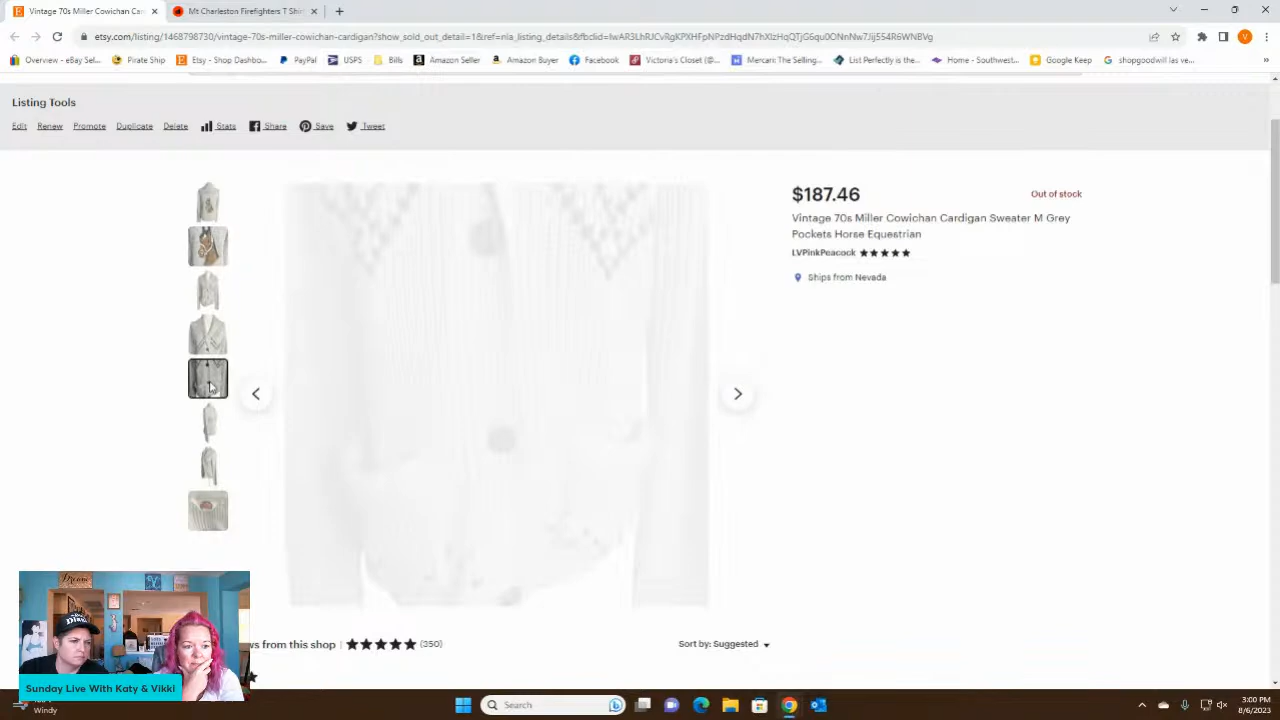 Vintage 70s Miller Cowichan Car
Mt Charleston Firefighters T Shirt
etsy.com/listing/1468798730/vintage-70s-miller-cowichan-cardigan?show_sold_out_detail=1&ref=nla_listing_details&fbclid=
Overview - eBay Sel... Pirate Ship Etsy - Shop Dashbo... PayPal USPS Bills Amazon Seller Amazon Buyer Facebook Victoria's Closet (@... Mercari: The Selling... List Perfectly is the... Home - Southwest... Google Keep shopgoodwill las ve...
Listing Tools
Edit Renew Promote Duplicate Delete Stats Share Save Tweet
$187.46 Out of stock
Vintage 70s Miller Cowichan Cardigan Sweater M Grey
Pockets Horse Equestrian
LVPinkPeacock
Ships from Nevada
ws from this shop (350)
Sort by: Suggested
Sunday Live With Katy & Vikki
Windy
Search
3:00 PM
8/6/2023